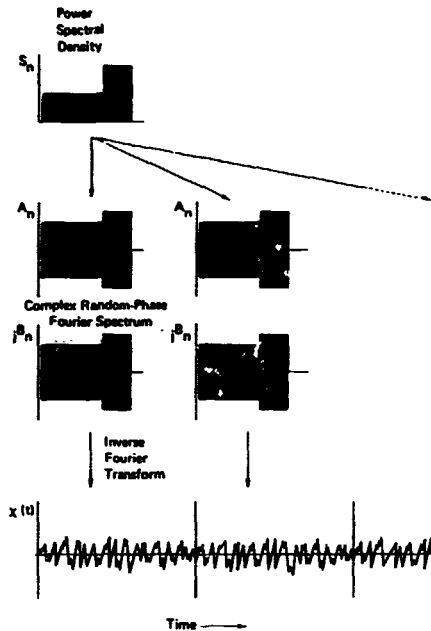 Power
Spectral
Density
Sn
An
An
Complex Random-Phase
Fourier Spectrum
jBn
jBn
Inverse
Fourier
Transform
X(t)
Time